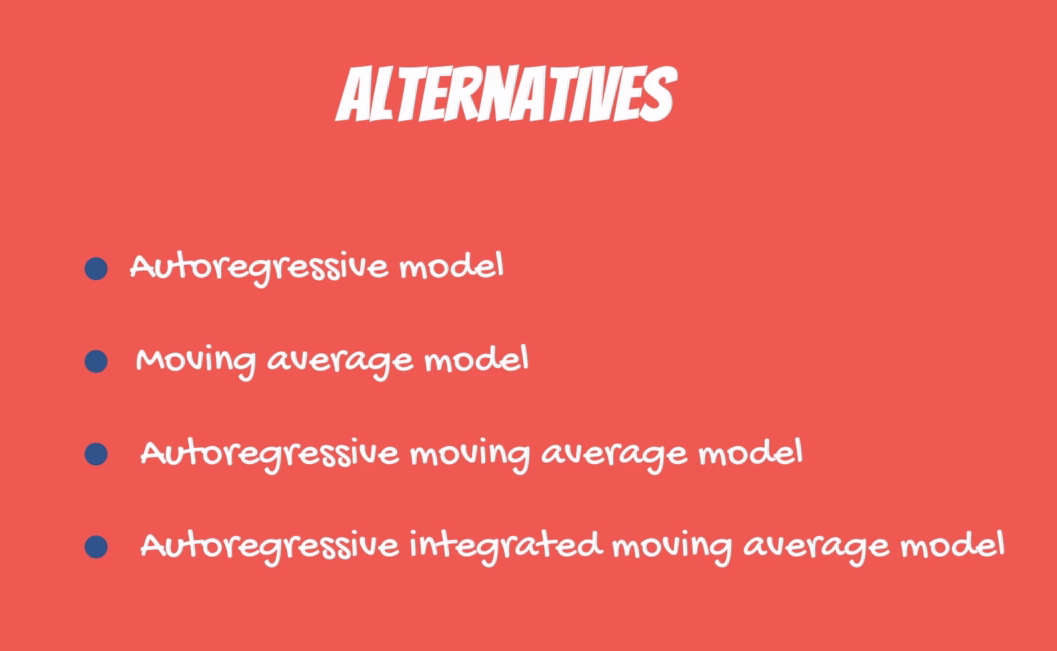 ALTERNATIVES
Autoregressive model
Moving average model
Autoregressive moving average model
Autoregressive integrated moving average model